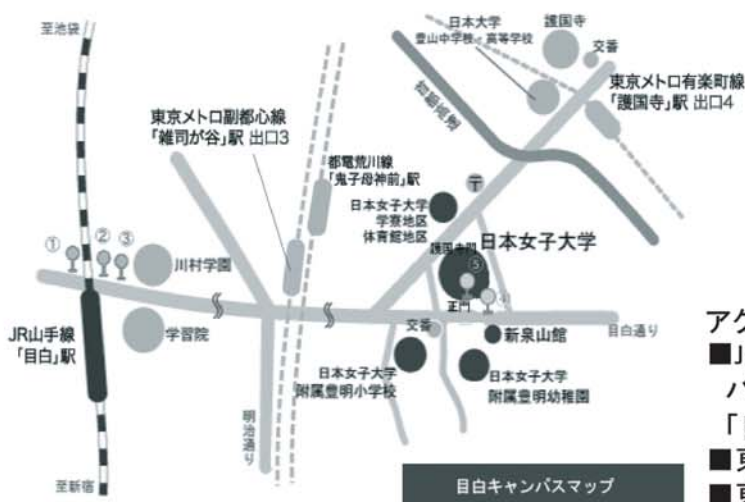 至池袋
日本大学
豊山中学校・高等学校
護国寺
交番
東京メトロ有楽町線
「護国寺」駅 出口4
首都高速
東京メトロ副都心線
「雑司が谷」駅 出口3
都電荒川線
「鬼子母神前」駅
〒
日本女子大学
学寮地区
体育館地区
護国寺門
日本女子大学
①
②
③
川村学園
⑤
④
正門
JR山手線
「目白」駅
学習院
交番
新泉山館
目白通り
日本女子大学
附属豊明小学校
日本女子大学
附属豊明幼稚園
明治通り
至新宿
目白キャンパスマップ
アク
■J
バ
■東